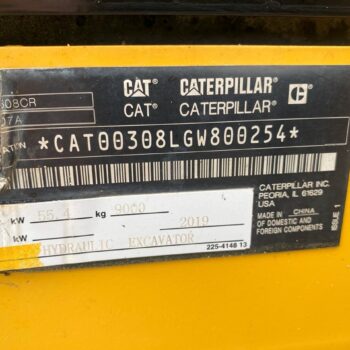 CAT CATERPILLAR C
CAT® CATERPILLAR®
308CR
07A
*CAT00308LGW800254*
CATERPILLAR INC.
PEORIA, IL 61629
USA
kW 55.4 kg 9000
MADE IN CHINA
OF DOMESTIC AND
FOREIGN COMPONENTS
kW 2019
HYDRAULIC EXCAVATOR
225-4148 13
ISSUE 1